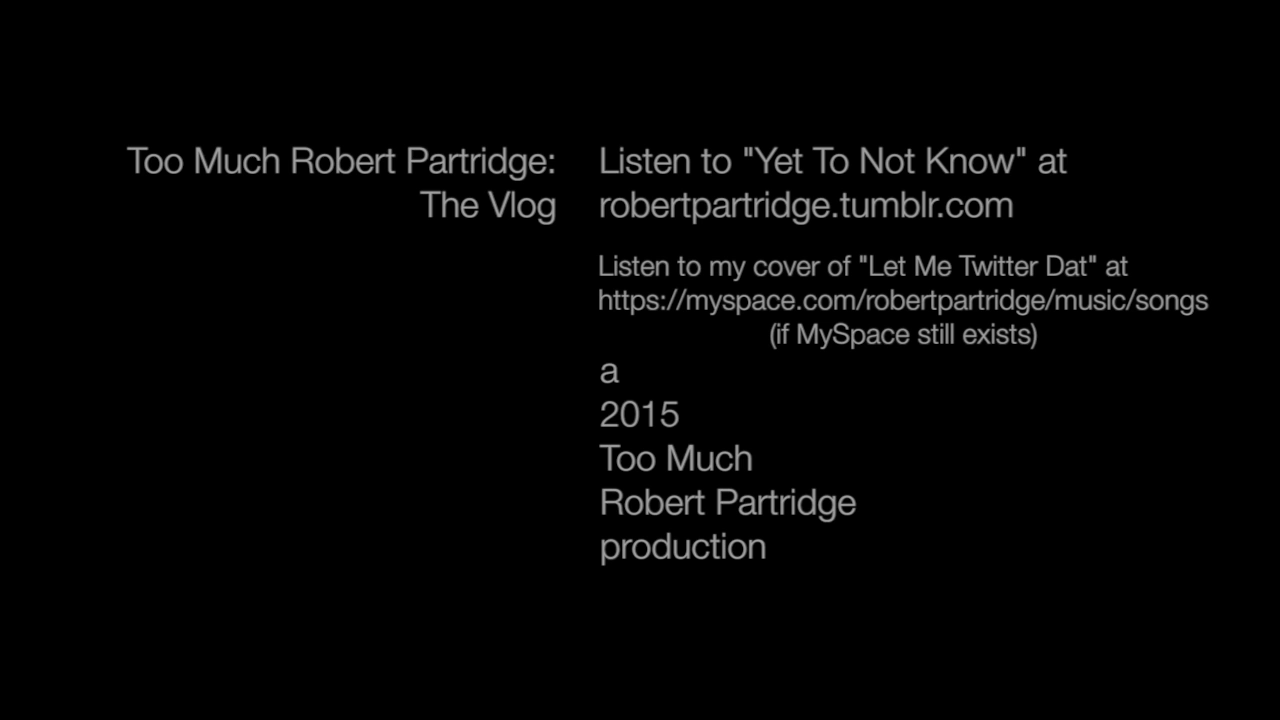 Too Much Robert Partridge:
The Vlog
Listen to "Yet To Not Know" at
robertpartridge.tumblr.com
Listen to my cover of "Let Me Twitter Dat" at
https://myspace.com/robertpartridge/music/songs
(if MySpace still exists)
a
2015
Too Much
Robert Partridge
production